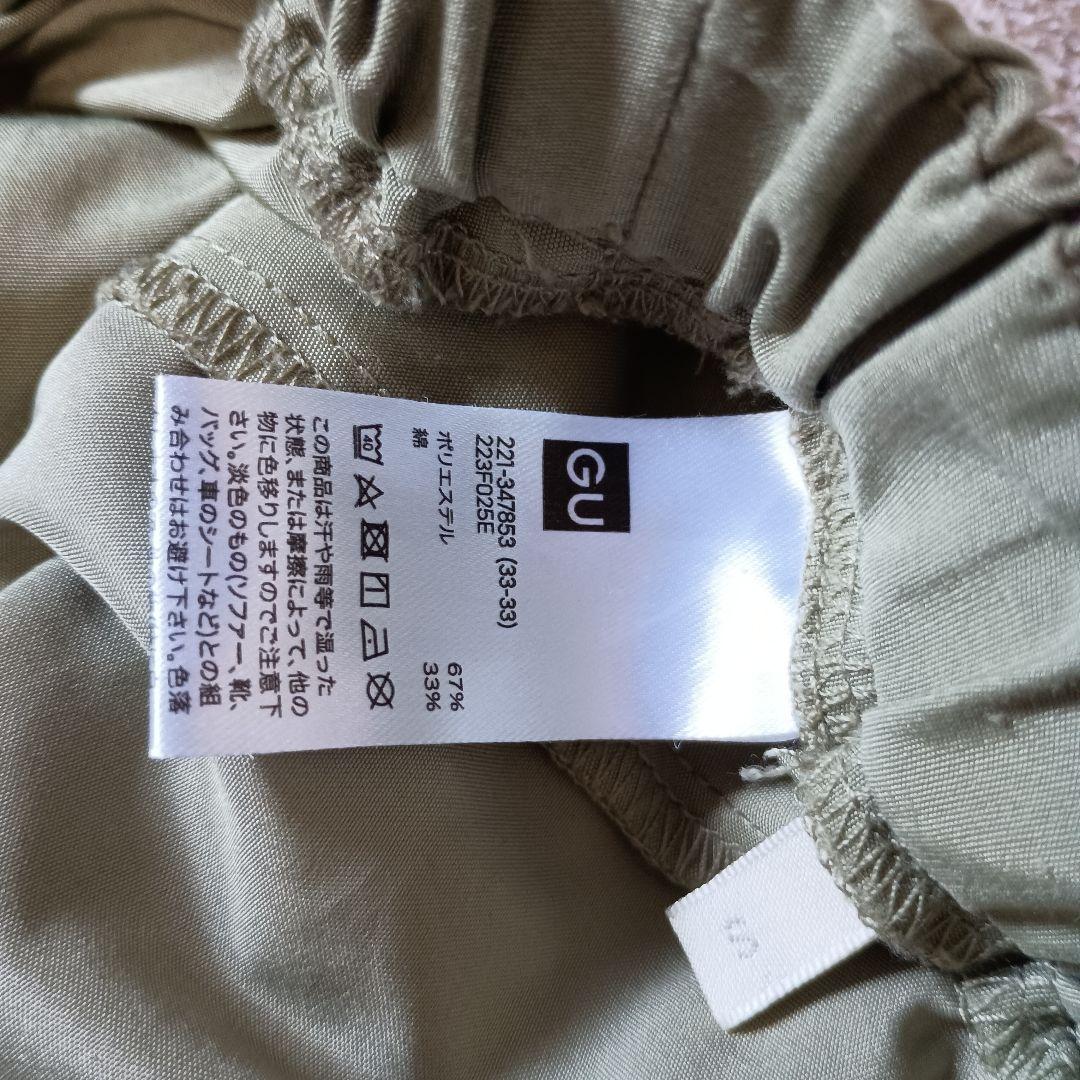 GU
221-347853 (33-33)
223F025E
ポリエステル 67%
綿 33%
40
この商品は汗や雨等で湿った
状態、または摩擦によって、他の
物に色移りしますのでご注意下
さい。淡色のもの(ソファー、靴、
バッグ、車のシートなど)との組
み合わせはお避け下さい。色落
S